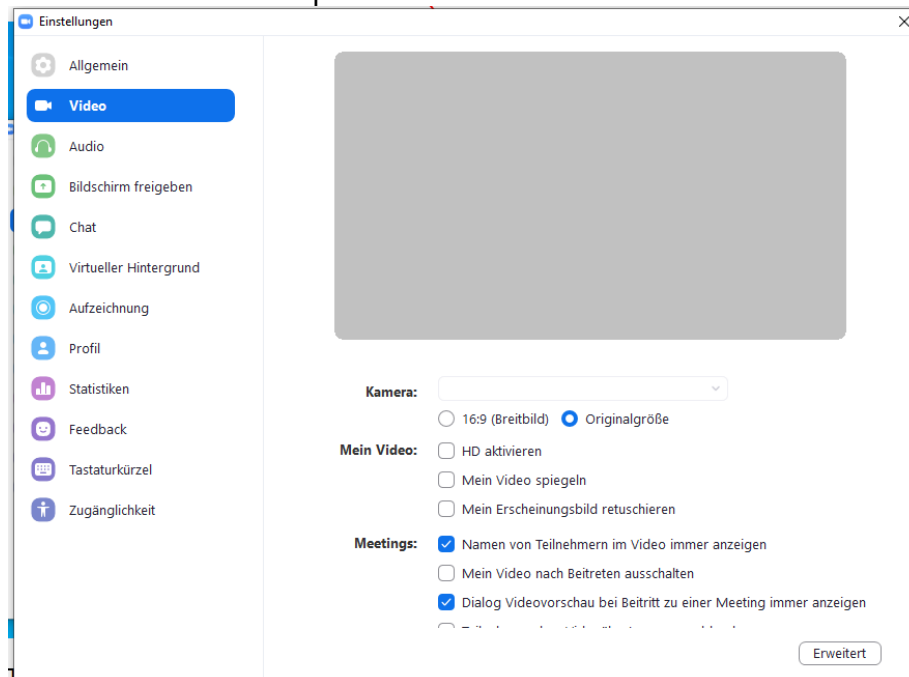 Einstellungen
Allgemein
Video
Audio
Bildschirm freigeben
Chat
Virtueller Hintergrund
Aufzeichnung
Profil
Statistiken
Feedback
Tastaturkürzel
Zugänglichkeit
Kamera:
16:9 (Breitbild) Originalgröße
Mein Video: HD aktivieren
Mein Video spiegeln
Mein Erscheinungsbild retuschieren
Meetings: Namen von Teilnehmern im Video immer anzeigen
Mein Video nach Beitreten ausschalten
Dialog Videovorschau bei Beitritt zu einer Meeting immer anzeigen
Erweitert